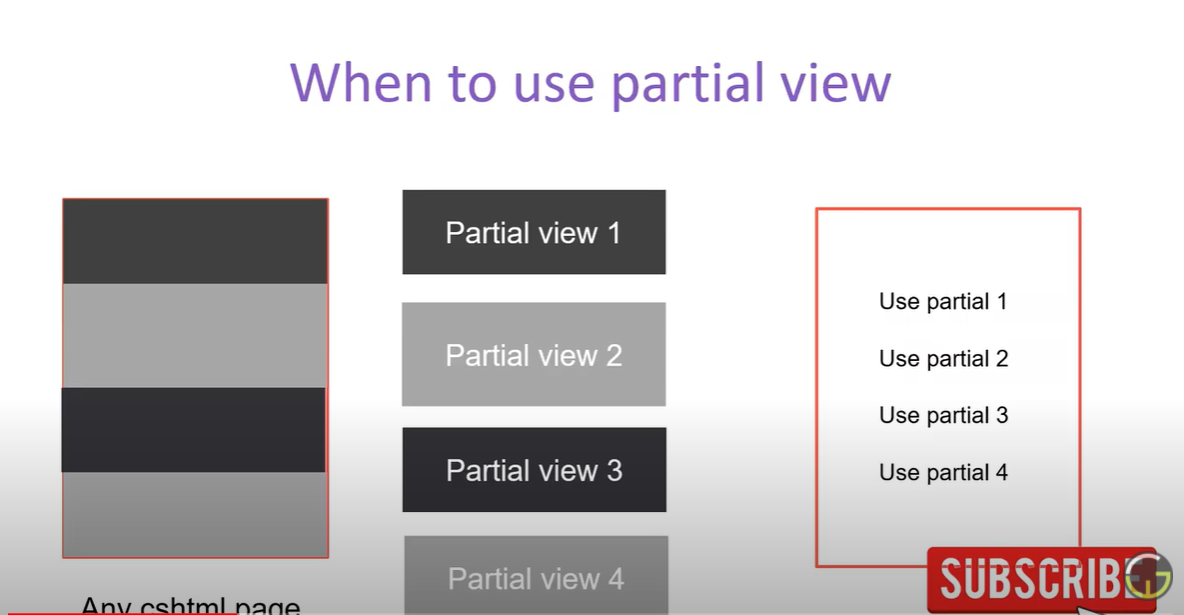 When to use partial view
Partial view 1
Partial view 2
Partial view 3
Partial view 4
Any cshtml page
Use partial 1
Use partial 2
Use partial 3
Use partial 4
SUBSCRIBE